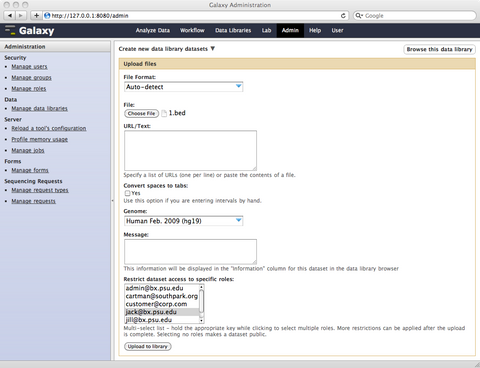 Galaxy Administration
http://127.0.0.1:8080/admin
Google
Galaxy
Analyze Data Workflow Data Libraries Lab Admin Help User
Administration
Security
Manage users
Manage groups
Manage roles
Data
Manage data libraries
Server
Reload a tool's configuration
Profile memory usage
Manage jobs
Forms
Manage forms
Sequencing Requests
Manage request types
Manage requests
Create new data library datasets
Browse this data library
Upload files
File Format:
Auto-detect
File:
Choose File 1.bed
URL/Text:
Specify a list of URLs (one per line) or paste the contents of a file.
Convert spaces to tabs:
Yes
Use this option if you are entering intervals by hand.
Genome:
Human Feb. 2009 (hg19)
Message:
This information will be displayed in the "Information" column for this dataset in the data library browser
Restrict dataset access to specific roles:
admin@bx.psu.edu
cartman@southpark.org
customer@corp.com
jack@bx.psu.edu
jill@bx.psu.edu
Multi-select list - hold the appropriate key while clicking to select multiple roles. More restrictions can be applied after the upload
is complete. Selecting no roles makes a dataset public.
Upload to library